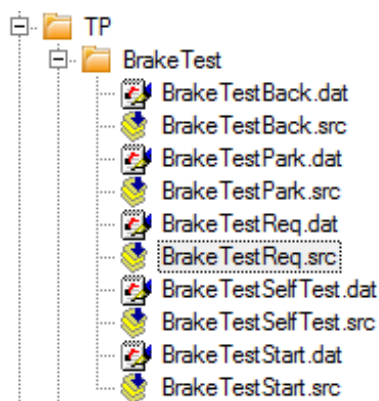 TP
BrakeTest
BrakeTestBack.dat
BrakeTestBack.src
BrakeTestPark.dat
BrakeTestPark.src
BrakeTestReq.dat
BrakeTestReq.src
BrakeTestSelfTest.dat
BrakeTestSelfTest.src
BrakeTestStart.dat
BrakeTestStart.src